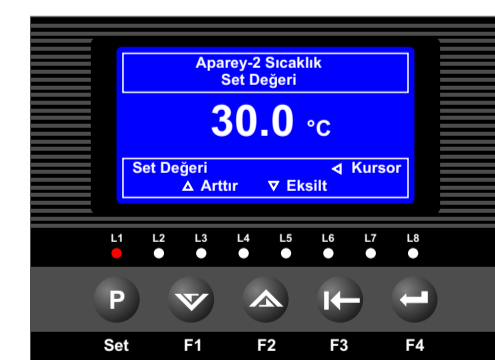 Aparey-2 Sıcaklık
Set Değeri
30.0 °C
Set Değeri ◁ Kursor
△ Arttır ▽ Eksilt
L1 L2 L3 L4 L5 L6 L7 L8
P
Set F1 F2 F3 F4